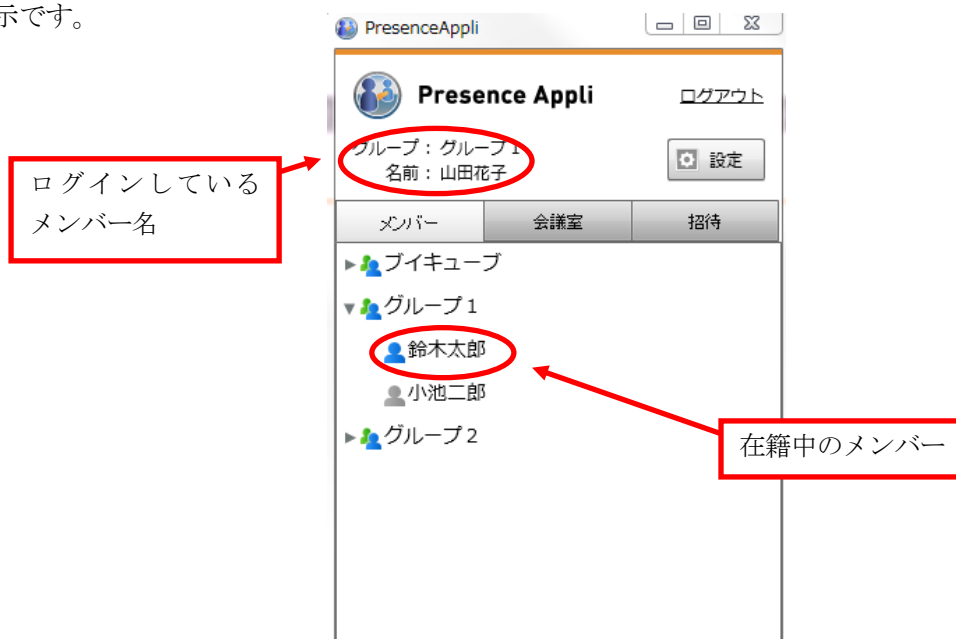 示です。
PresenceAppli
Presence Appli
ログアウト
グループ：グループ1
名前：山田花子
設定
ログインしている
メンバー名
メンバー
会議室
招待
ブイキューブ
グループ1
鈴木太郎
小池二郎
グループ2
在籍中のメンバー